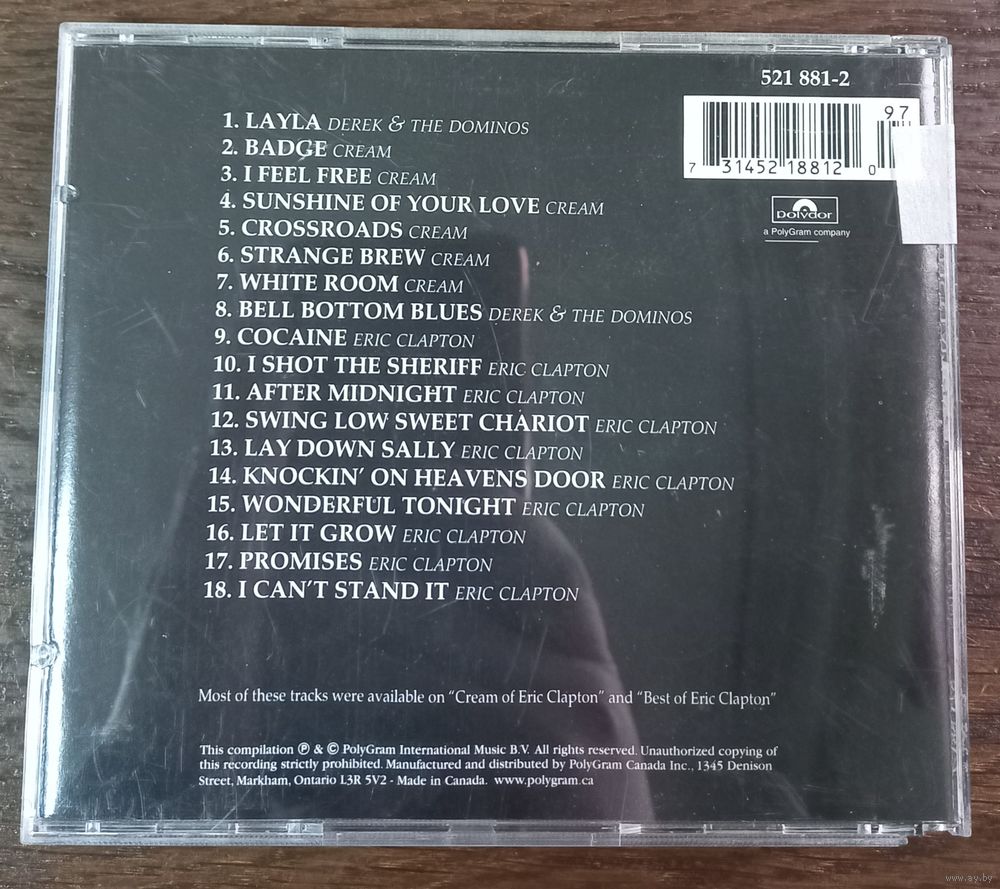 521 881-2
97
7 31452 18812 0
Polydor
a PolyGram company
1. LAYLA DEREK & THE DOMINOS
2. BADGE CREAM
3. I FEEL FREE CREAM
4. SUNSHINE OF YOUR LOVE CREAM
5. CROSSROADS CREAM
6. STRANGE BREW CREAM
7. WHITE ROOM CREAM
8. BELL BOTTOM BLUES DEREK & THE DOMINOS
9. COCAINE ERIC CLAPTON
10. I SHOT THE SHERIFF ERIC CLAPTON
11. AFTER MIDNIGHT ERIC CLAPTON
12. SWING LOW SWEET CHARIOT ERIC CLAPTON
13. LAY DOWN SALLY ERIC CLAPTON
14. KNOCKIN' ON HEAVENS DOOR ERIC CLAPTON
15. WONDERFUL TONIGHT ERIC CLAPTON
16. LET IT GROW ERIC CLAPTON
17. PROMISES ERIC CLAPTON
18. I CAN'T STAND IT ERIC CLAPTON
Most of these tracks were available on "Cream of Eric Clapton" and "Best of Eric Clapton"
This compilation ℗ & © PolyGram International Music B.V. All rights reserved. Unauthorized copying of
this recording strictly prohibited. Manufactured and distributed by PolyGram Canada Inc., 1345 Denison
Street, Markham, Ontario L3R 5V2 - Made in Canada. www.polygram.ca
www.ay.by